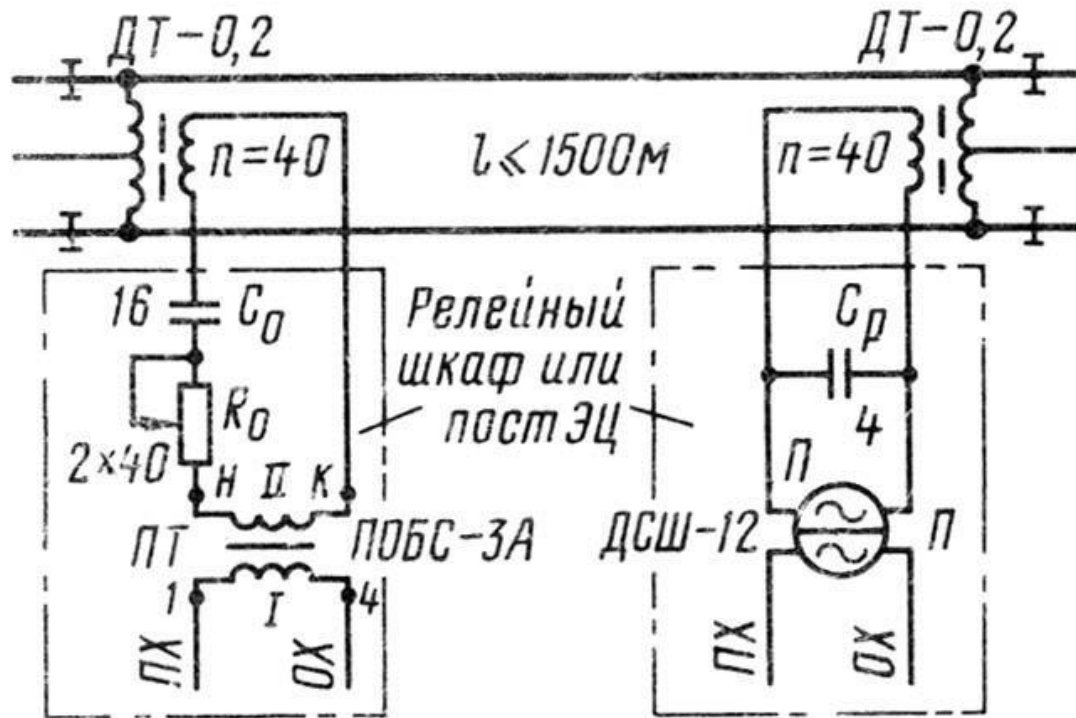 ДТ-0,2
ДТ-0,2
n=40
l⩽1500м
n=40
16
C₀
Релейный
шкаф или
пост ЭЦ
Cр
4
R₀
2×40
Н II К
ПТ
ПОБС-3А
1
I
4
ПХ
ОХ
П
ДСШ-12
П
ПХ
ОХ